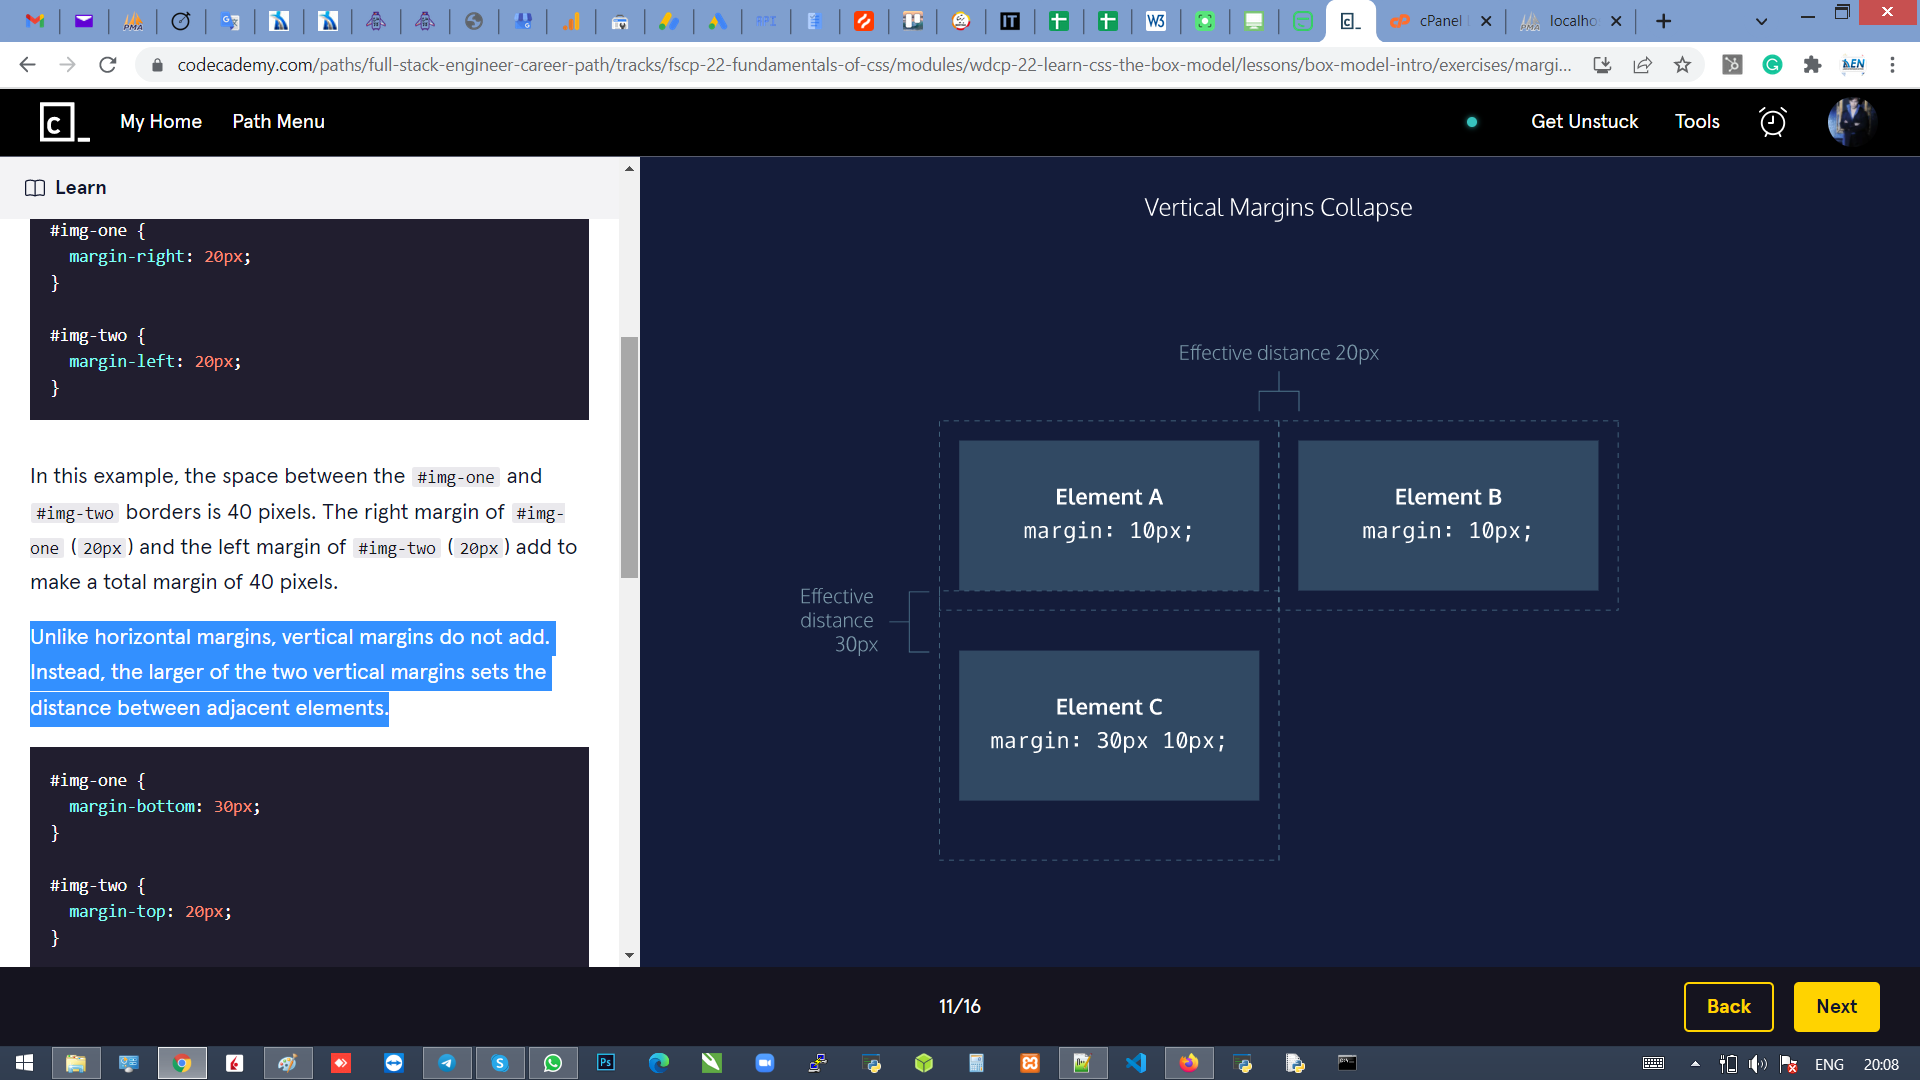 cPanel
localho
codecademy.com/paths/full-stack-engineer-career-path/tracks/fscp-22-fundamentals-of-css/modules/wdcp-22-learn-css-the-box-model/lessons/box-model-intro/exercises/margi...
My Home
Path Menu
Get Unstuck
Tools
Learn
#img-one {
margin-right: 20px;
}
#img-two {
margin-left: 20px;
}
In this example, the space between the #img-one and
#img-two borders is 40 pixels. The right margin of #img-
one (20px) and the left margin of #img-two (20px) add to
make a total margin of 40 pixels.
Unlike horizontal margins, vertical margins do not add.
Instead, the larger of the two vertical margins sets the
distance between adjacent elements.
#img-one {
margin-bottom: 30px;
}
#img-two {
margin-top: 20px;
}
Vertical Margins Collapse
Effective distance 20px
Element A
margin: 10px;
Element B
margin: 10px;
Effective
distance
30px
Element C
margin: 30px 10px;
11/16
Back
Next
ENG
20:08